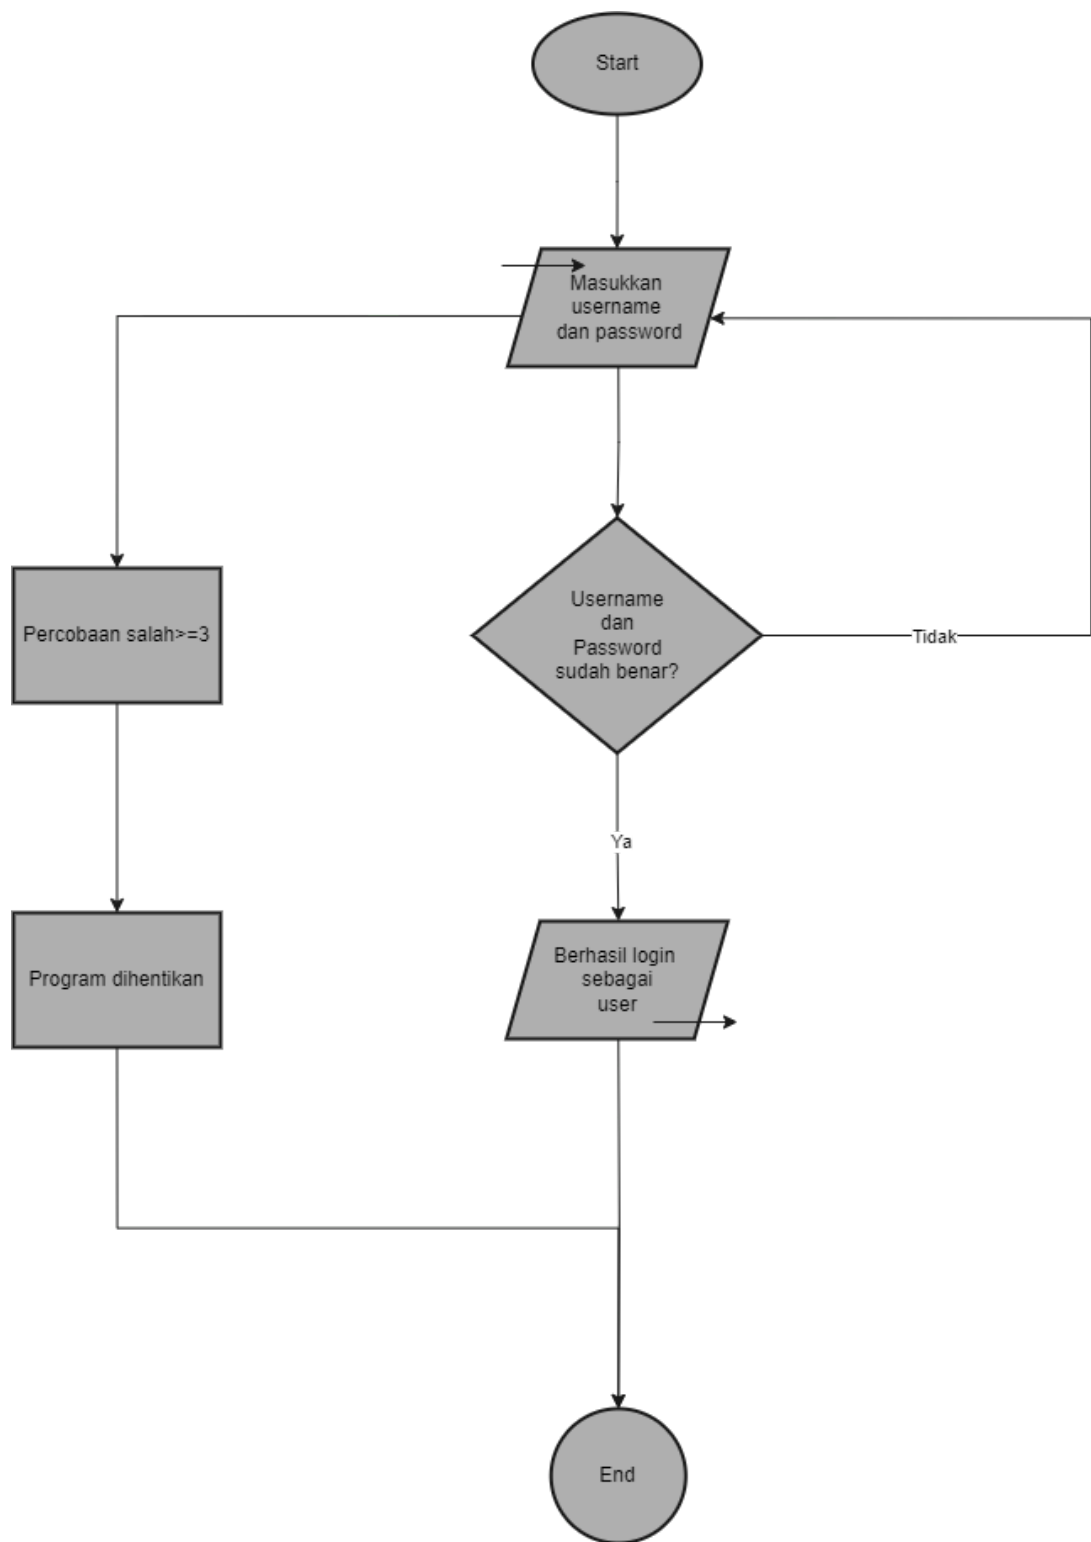 Start
Masukkan
username
dan password
Percobaan salah>=3
Username
dan
Password
sudah benar?
Tidak
Ya
Program dihentikan
Berhasil login
sebagai
user
End